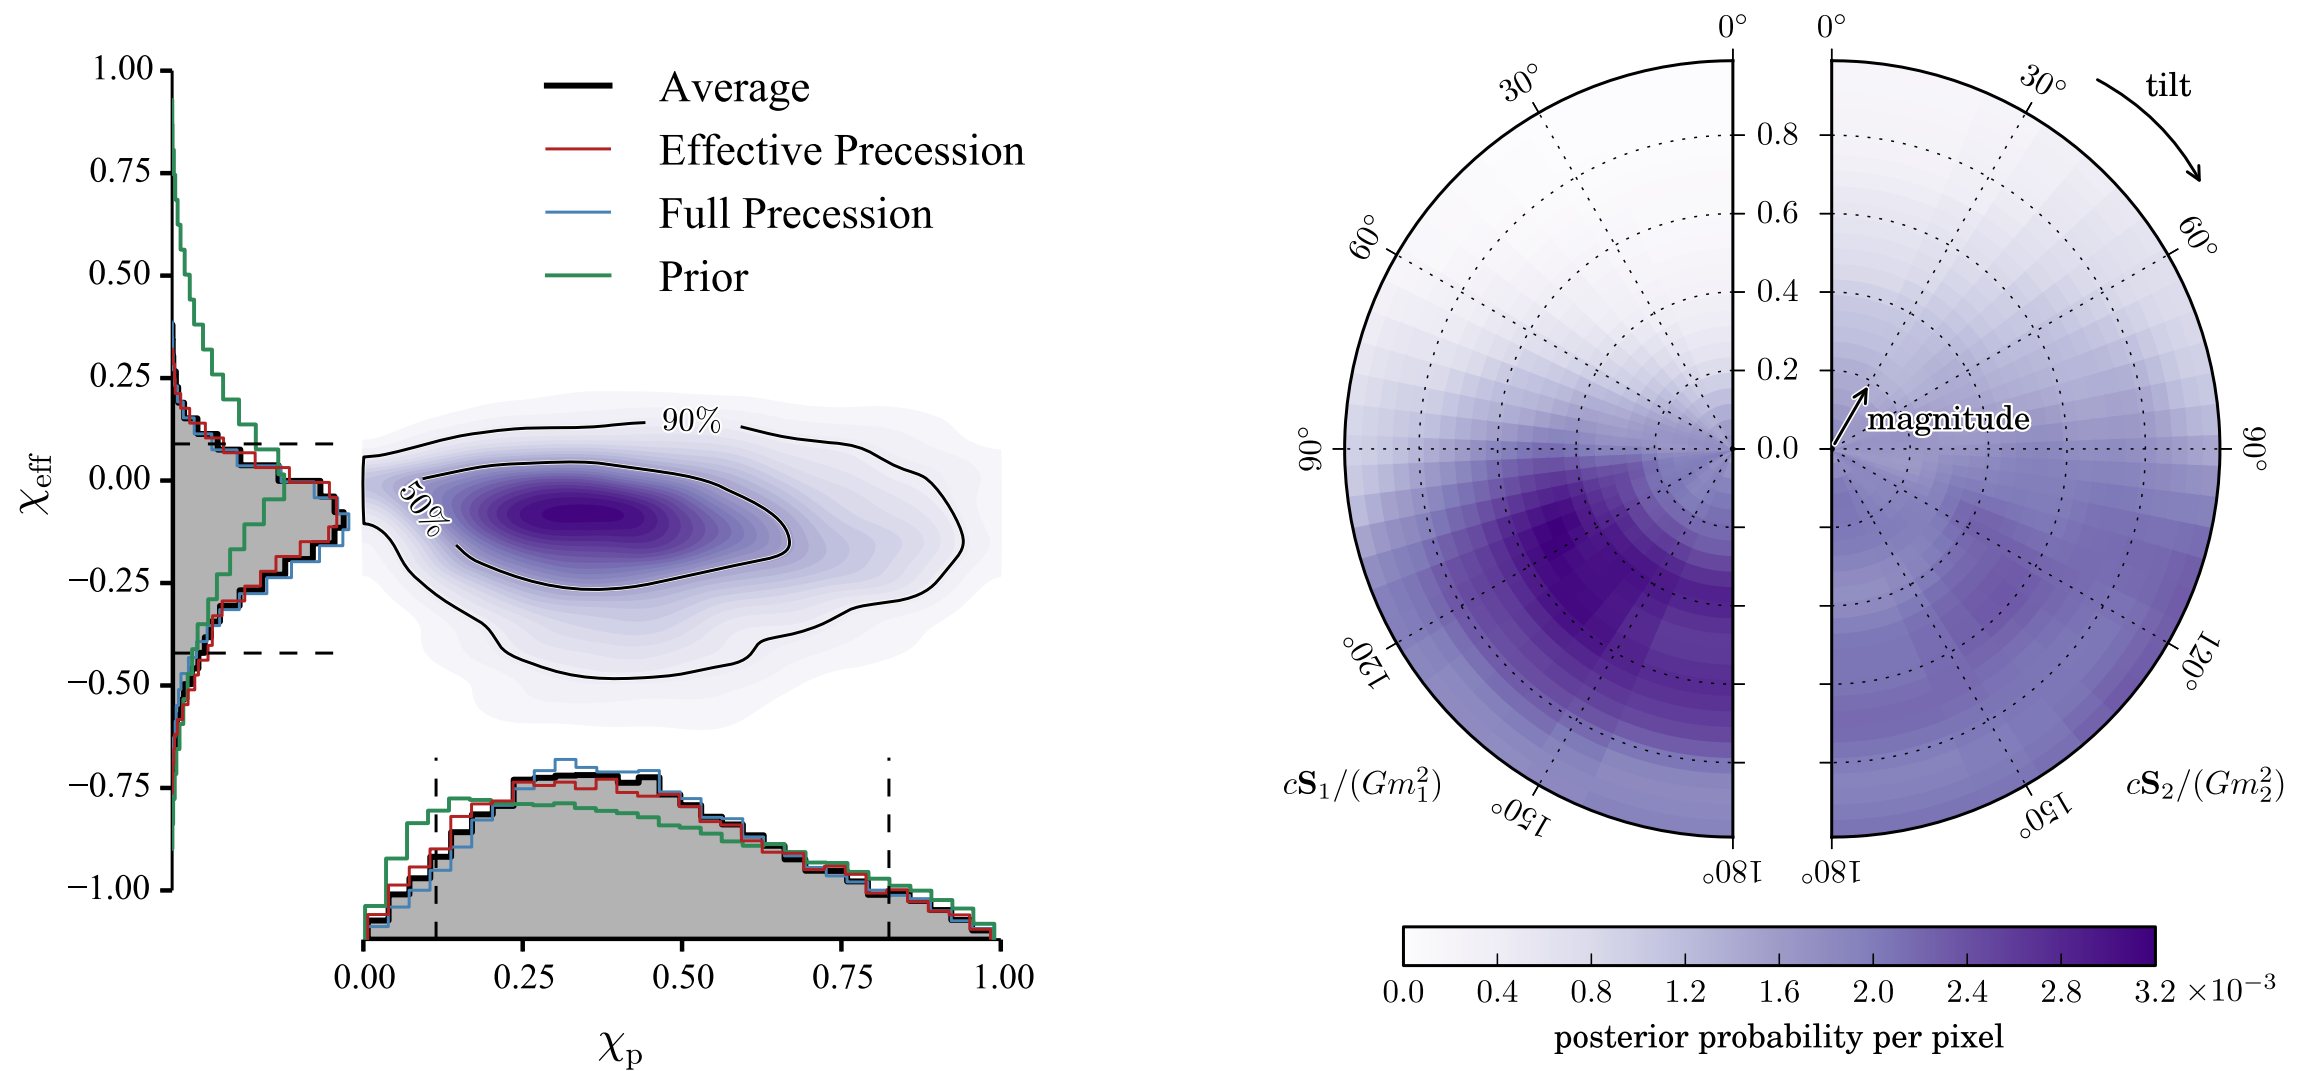 1.00
0.75
0.50
0.25
0.00
−0.25
−0.50
−0.75
−1.00
χeff
Average
Effective Precession
Full Precession
Prior
90%
50%
0.00 0.25 0.50 0.75 1.00
χp
0° 0°
30° 30°
tilt
60° 60°
90° 90°
120° 120°
150° 150°
180° 180°
0.8
0.6
0.4
0.2
0.0
magnitude
cS1/(Gm1²) cS2/(Gm2²)
0.0 0.4 0.8 1.2 1.6 2.0 2.4 2.8 3.2 ×10⁻³
posterior probability per pixel